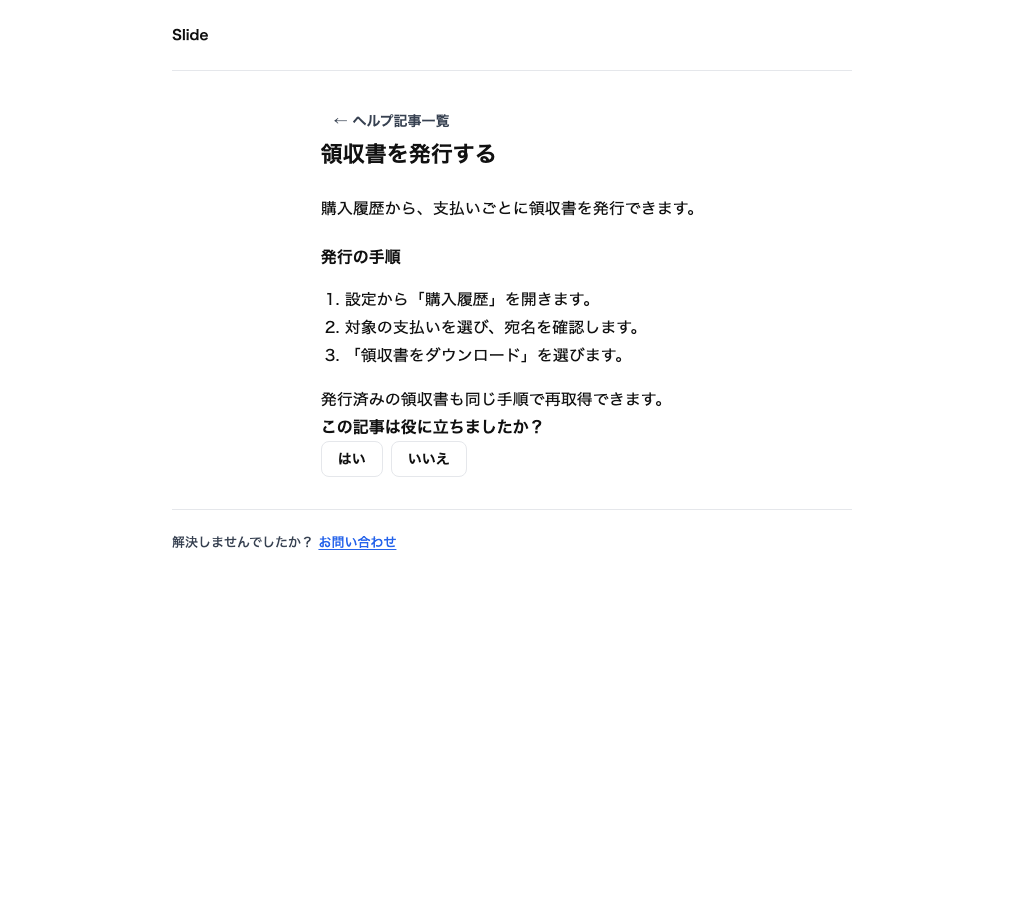 Slide
← ヘルプ記事一覧
領収書を発行する
購入履歴から、支払いごとに領収書を発行できます。
発行の手順
1. 設定から「購入履歴」を開きます。
2. 対象の支払いを選び、宛名を確認します。
3. 「領収書をダウンロード」を選びます。
発行済みの領収書も同じ手順で再取得できます。
この記事は役に立ちましたか？
はい いいえ
解決しませんでしたか？ お問い合わせ